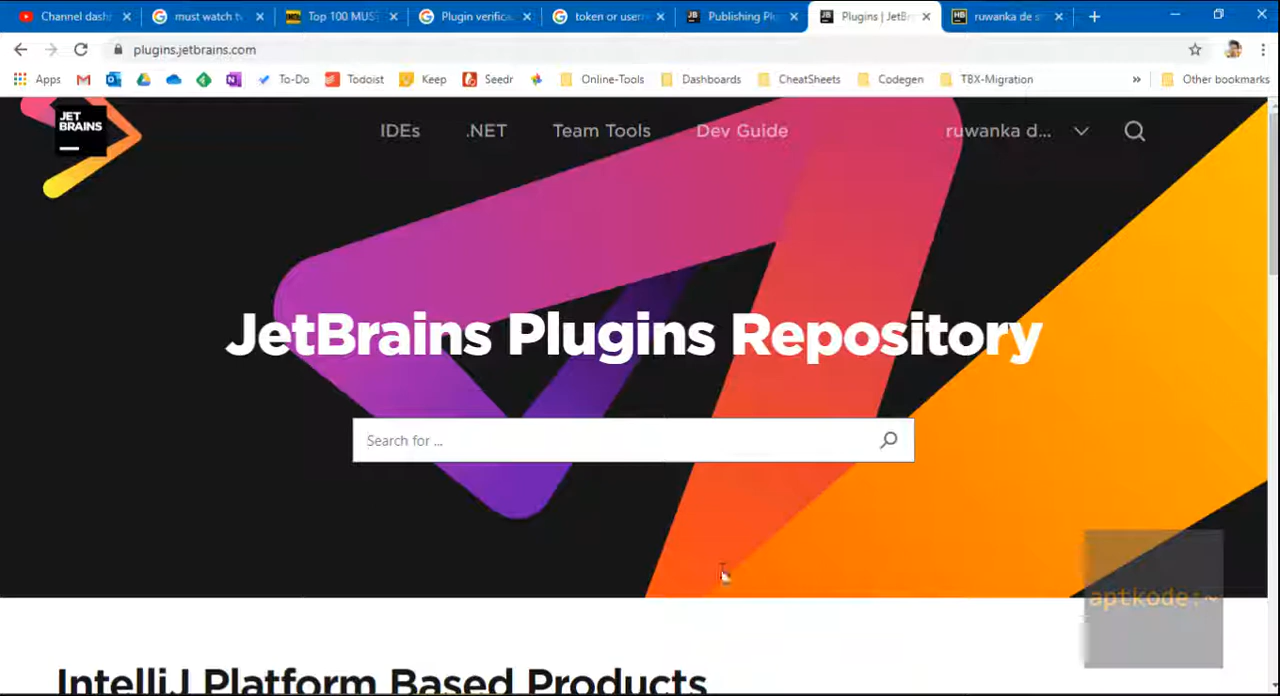 Channel dash
must watch t
Top 100 MUS
Plugin verifica
token or user
Publishing Plu
Plugins | JetBr
ruwanka de s
plugins.jetbrains.com
Apps
To-Do
Todoist
Keep
Seedr
Online-Tools
Dashboards
CheatSheets
Codegen
TBX-Migration
»
Other bookmarks
JET
BRAINS
IDEs
.NET
Team Tools
Dev Guide
ruwanka d...
JetBrains Plugins Repository
Search for ...
aptkode:~
IntelliJ Platform Based Products